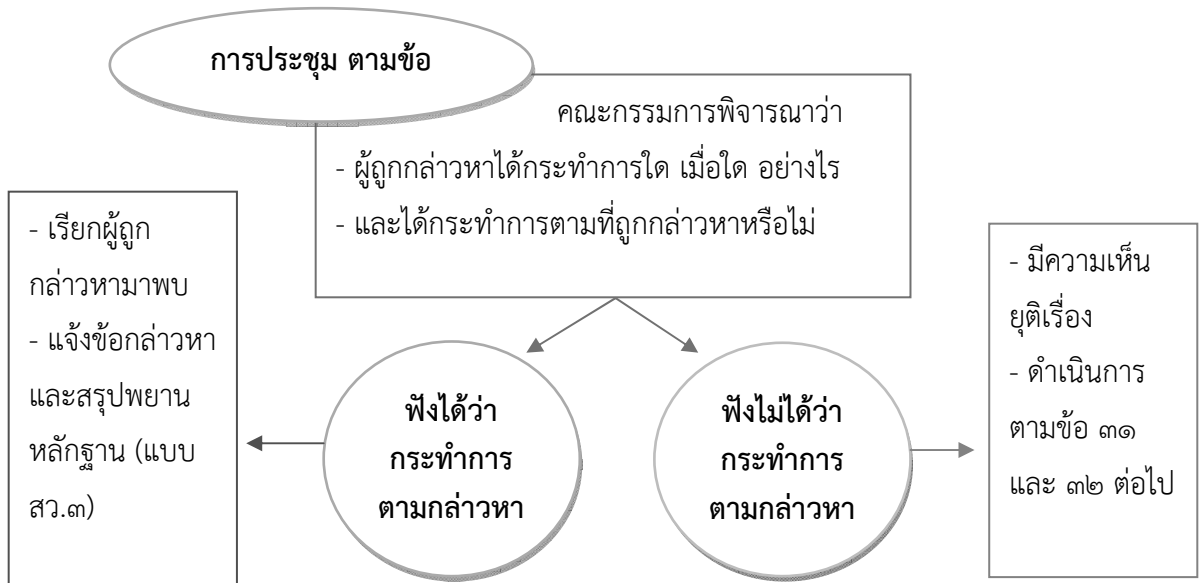 การประชุม ตามข้อ
คณะกรรมการพิจารณาว่า
- ผู้ถูกกล่าวหาได้กระทำการใด เมื่อใด อย่างไร
- และได้กระทำการตามที่ถูกกล่าวหาหรือไม่
- เรียกผู้ถูก
กล่าวหามาพบ
- แจ้งข้อกล่าวหา
และสรุปพยาน
หลักฐาน (แบบ
สว.๓)
ฟังได้ว่า
กระทำการ
ตามกล่าวหา
ฟังไม่ได้ว่า
กระทำการ
ตามกล่าวหา
- มีความเห็น
ยุติเรื่อง
- ดำเนินการ
ตามข้อ ๓๑
และ ๓๒ ต่อไป